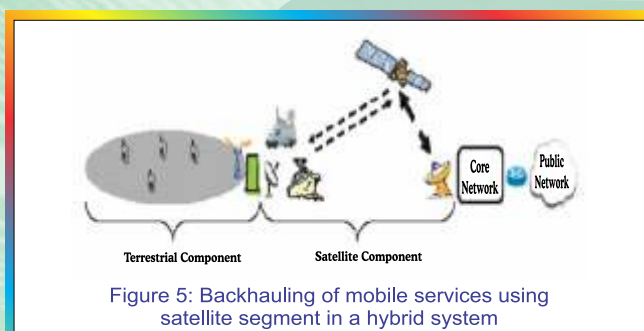 Core
Network
Public
Network
Terrestrial Component
Satellite Component
Figure 5: Backhauling of mobile services using
satellite segment in a hybrid system